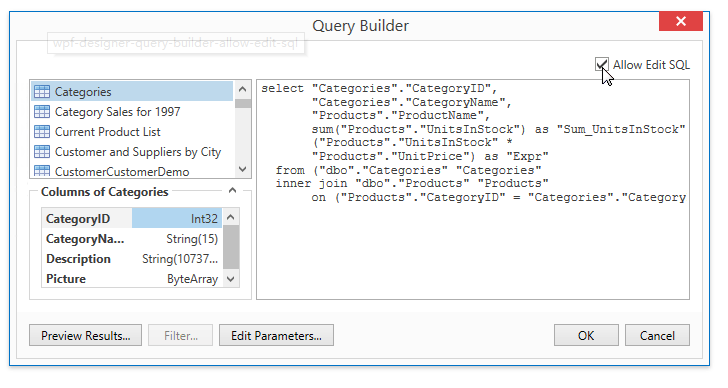 Query Builder
wpf-designer-query-builder-allow-edit-sql
Allow Edit SQL
Categories
Category Sales for 1997
Current Product List
Customer and Suppliers by City
CustomerCustomerDemo
Columns of Categories
CategoryID Int32
CategoryNa... String(15)
Description String(10737...
Picture ByteArray
select "Categories"."CategoryID",
"Categories"."CategoryName",
"Products"."ProductName",
sum("Products"."UnitsInStock") as "Sum_UnitsInStock"
("Products"."UnitsInStock" *
"Products"."UnitPrice") as "Expr"
from ("dbo"."Categories" "Categories"
inner join "dbo"."Products" "Products"
on ("Products"."CategoryID" = "Categories"."Category
Preview Results...
Filter...
Edit Parameters...
OK
Cancel